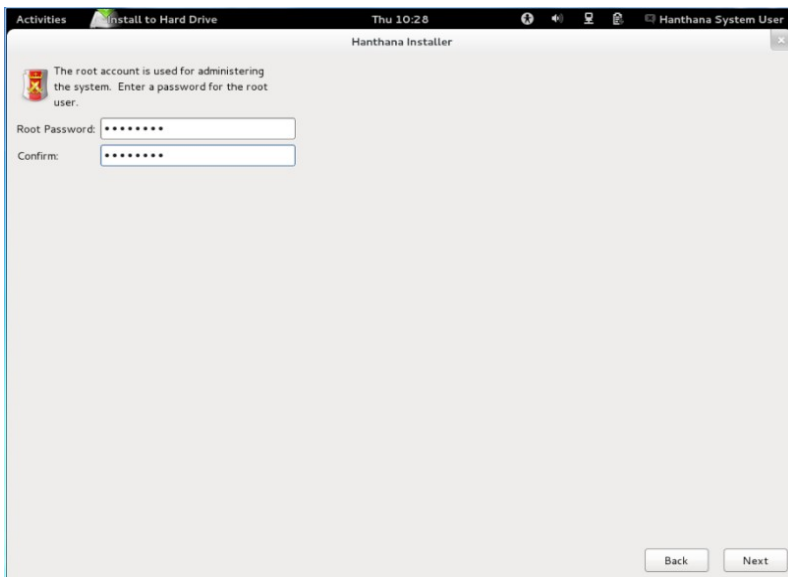 Activities Install to Hard Drive Thu 10:28 Hanthana System User
Hanthana Installer
The root account is used for administering
the system. Enter a password for the root
user.
Root Password: ••••••••
Confirm: ••••••••
Back Next